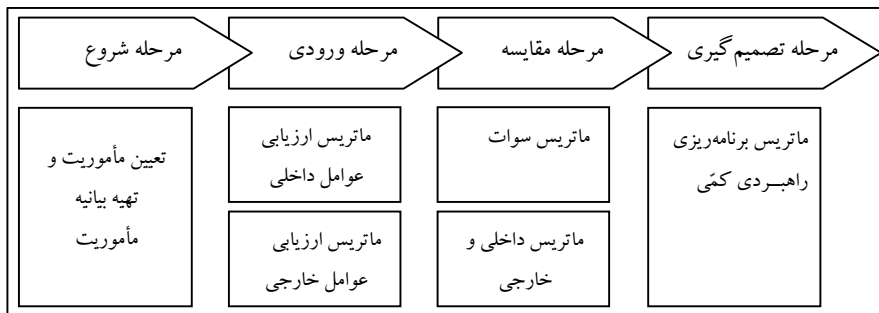 مرحله شروع
مرحله ورودی
مرحله مقایسه
مرحله تصمیم‌گیری
تعیین مأموریت و
تهیه بیانیه
مأموریت
ماتریس ارزیابی
عوامل داخلی
ماتریس ارزیابی
عوامل خارجی
ماتریس سوات
ماتریس داخلی و
خارجی
ماتریس برنامه‌ریزی
راهبـــردی کمّی